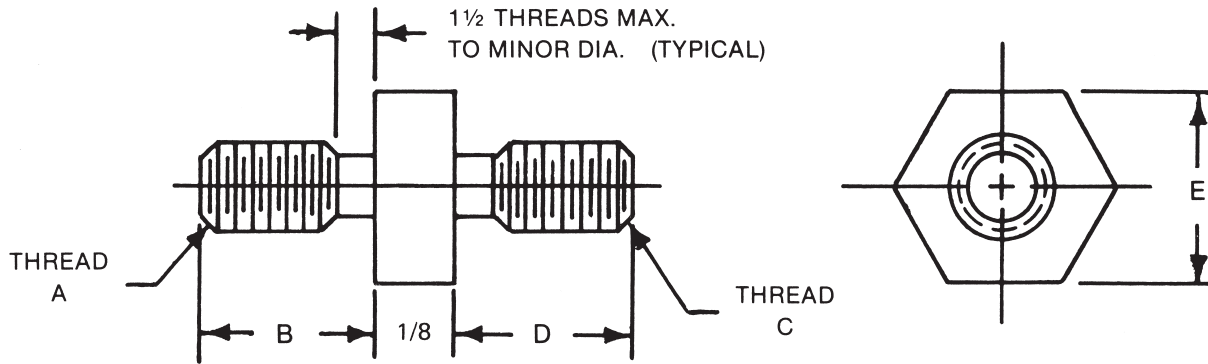 1½ THREADS MAX.
TO MINOR DIA. (TYPICAL)
THREAD
A
B
1/8
D
THREAD
C
E